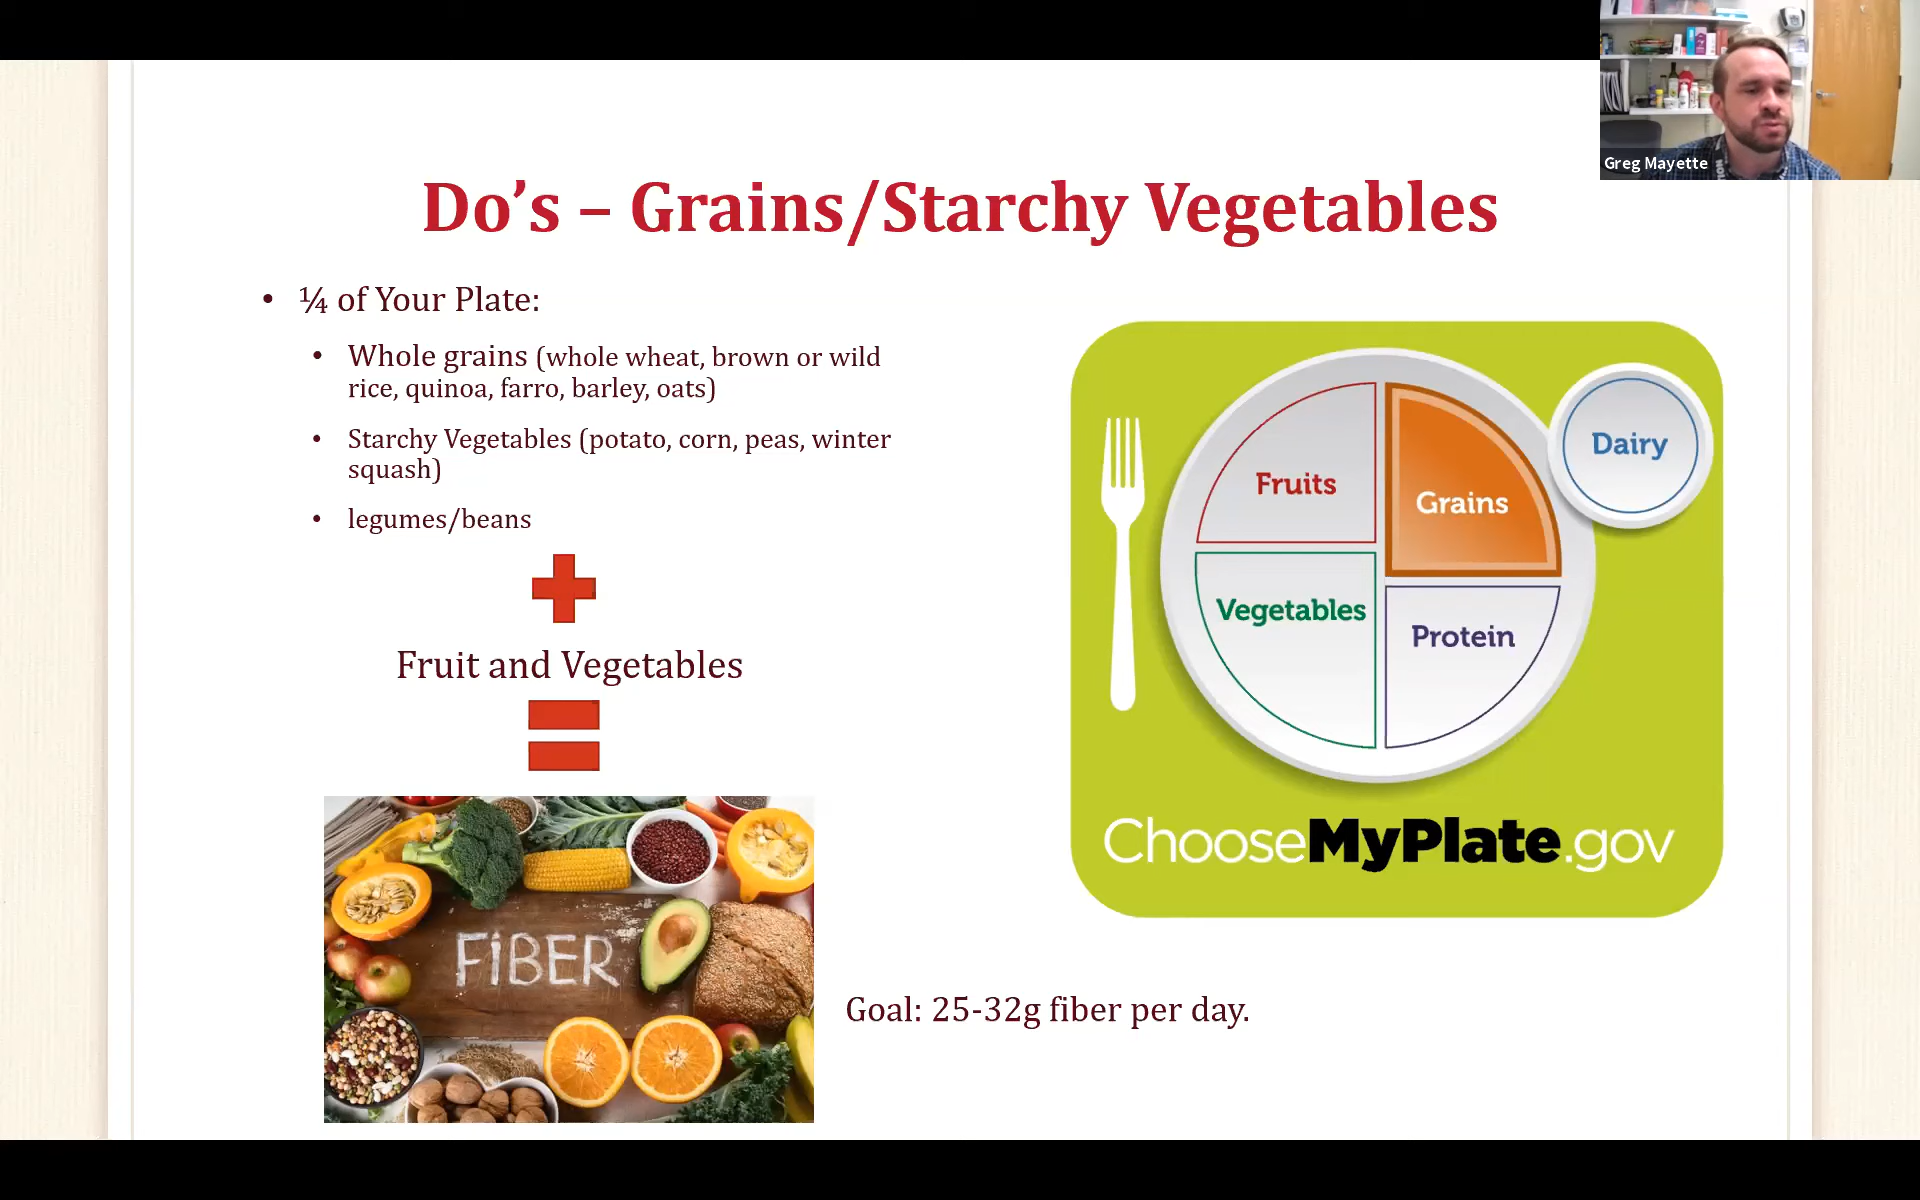 Greg Mayette
Do’s – Grains/Starchy Vegetables
• ¼ of Your Plate:
• Whole grains (whole wheat, brown or wild
rice, quinoa, farro, barley, oats)
• Starchy Vegetables (potato, corn, peas, winter
squash)
• legumes/beans
Fruit and Vegetables
FiBER
Goal: 25-32g fiber per day.
Fruits
Grains
Dairy
Vegetables
Protein
ChooseMyPlate.gov